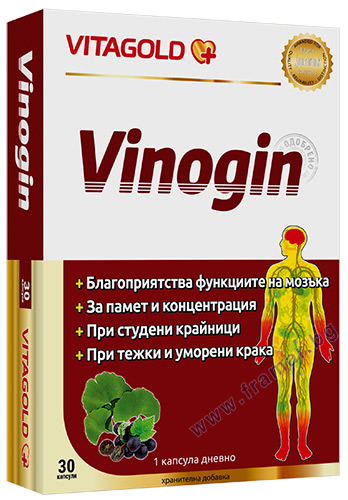 VITAGOLD
Vinogin
ОДОБРЕНО
+ Благоприятства функциите на мозъка
+ За памет и концентрация
+ При студени крайници
+ При тежки и уморени крака
1 капсула дневно
30
капсули
хранителна добавка
Vinogin
30
VITAGOLD
www.framar.bg